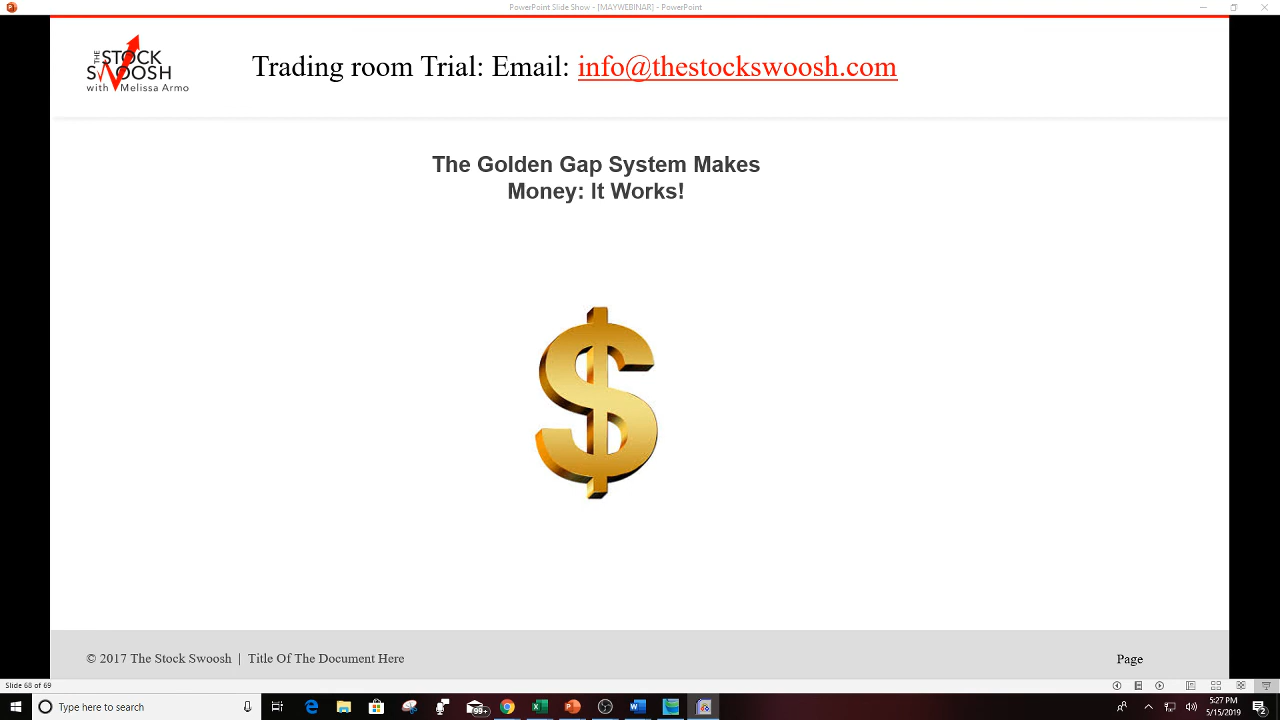 PowerPoint Slide Show - [MAYWEBINAR] - PowerPoint
THE STOCK
SWOOSH
with Melissa Armo
Trading room Trial: Email: info@thestockswoosh.com
The Golden Gap System Makes
Money: It Works!
$
© 2017 The Stock Swoosh | Title Of The Document Here
Page
Slide 68 of 69
Type here to search
99+
5:27 PM
5/15/2019
2